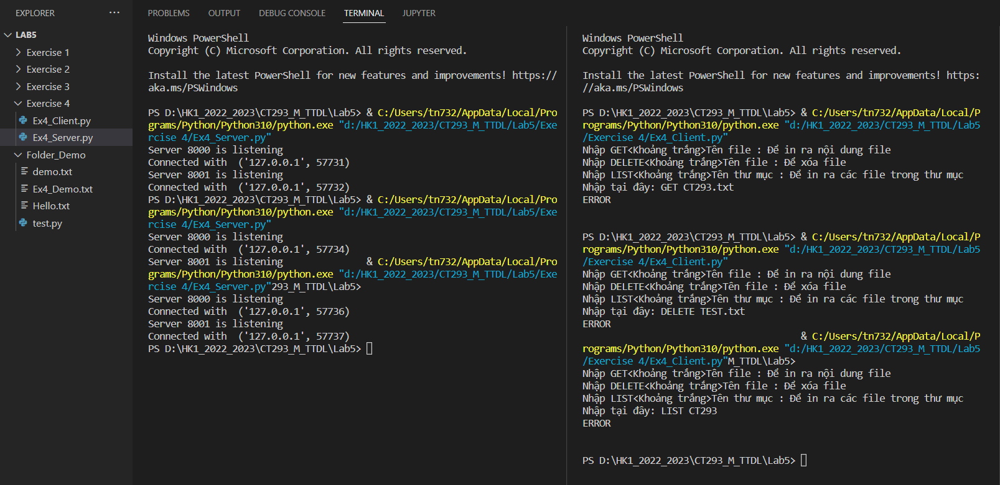 EXPLORER
···
LAB5
Exercise 1
Exercise 2
Exercise 3
Exercise 4
Ex4_Client.py
Ex4_Server.py
Folder_Demo
demo.txt
Ex4_Demo.txt
Hello.txt
test.py
PROBLEMS OUTPUT DEBUG CONSOLE TERMINAL JUPYTER
Windows PowerShell
Copyright (C) Microsoft Corporation. All rights reserved.
Install the latest PowerShell for new features and improvements! https://
aka.ms/PSWindows
PS D:\HK1_2022_2023\CT293_M_TTDL\Lab5> & C:/Users/tn732/AppData/Local/Pro
grams/Python/Python310/python.exe "d:/HK1_2022_2023/CT293_M_TTDL/Lab5/Exe
rcise 4/Ex4_Server.py"
Server 8000 is listening
Connected with  ('127.0.0.1', 57731)
Server 8001 is listening
Connected with  ('127.0.0.1', 57732)
PS D:\HK1_2022_2023\CT293_M_TTDL\Lab5> & C:/Users/tn732/AppData/Local/Pro
grams/Python/Python310/python.exe "d:/HK1_2022_2023/CT293_M_TTDL/Lab5/Exe
rcise 4/Ex4_Server.py"
Server 8000 is listening
Connected with  ('127.0.0.1', 57734)
Server 8001 is listening & C:/Users/tn732/AppData/Local/Pro
grams/Python/Python310/python.exe "d:/HK1_2022_2023/CT293_M_TTDL/Lab5/Exe
rcise 4/Ex4_Server.py"293_M_TTDL\Lab5>
Server 8000 is listening
Connected with  ('127.0.0.1', 57736)
Server 8001 is listening
Connected with  ('127.0.0.1', 57737)
PS D:\HK1_2022_2023\CT293_M_TTDL\Lab5>
Windows PowerShell
Copyright (C) Microsoft Corporation. All rights reserved.
Install the latest PowerShell for new features and improvements! https:
//aka.ms/PSWindows
PS D:\HK1_2022_2023\CT293_M_TTDL\Lab5> & C:/Users/tn732/AppData/Local/P
rograms/Python/Python310/python.exe "d:/HK1_2022_2023/CT293_M_TTDL/Lab5
/Exercise 4/Ex4_Client.py"
Nhập GET<Khoảng trắng>Tên file : Để in ra nội dung file
Nhập DELETE<Khoảng trắng>Tên file : Để xóa file
Nhập LIST<Khoảng trắng>Tên thư mục : Để in ra các file trong thư mục
Nhập tại đây: GET CT293.txt
ERROR
PS D:\HK1_2022_2023\CT293_M_TTDL\Lab5> & C:/Users/tn732/AppData/Local/P
rograms/Python/Python310/python.exe "d:/HK1_2022_2023/CT293_M_TTDL/Lab5
/Exercise 4/Ex4_Client.py"
Nhập GET<Khoảng trắng>Tên file : Để in ra nội dung file
Nhập DELETE<Khoảng trắng>Tên file : Để xóa file
Nhập LIST<Khoảng trắng>Tên thư mục : Để in ra các file trong thư mục
Nhập tại đây: DELETE TEST.txt
ERROR
& C:/Users/tn732/AppData/Local/P
rograms/Python/Python310/python.exe "d:/HK1_2022_2023/CT293_M_TTDL/Lab5
/Exercise 4/Ex4_Client.py"M_TTDL\Lab5>
Nhập GET<Khoảng trắng>Tên file : Để in ra nội dung file
Nhập DELETE<Khoảng trắng>Tên file : Để xóa file
Nhập LIST<Khoảng trắng>Tên thư mục : Để in ra các file trong thư mục
Nhập tại đây: LIST CT293
ERROR
PS D:\HK1_2022_2023\CT293_M_TTDL\Lab5>